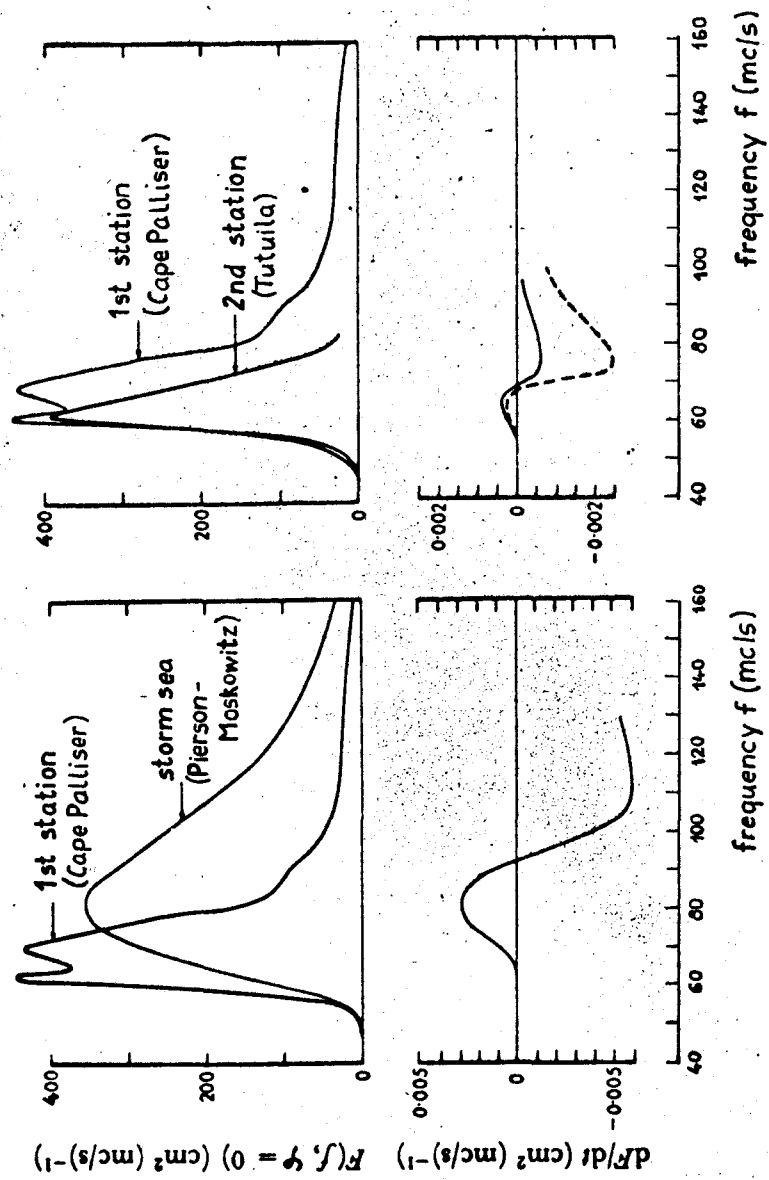 F(f, φ = 0) (cm² (mc/s)⁻¹)
400
200
0
1st station
(Cape Palliser)
storm sea
(Pierson-
Moskowitz)
400
200
0
1st station
(Cape Palliser)
2nd station
(Tutuila)
dF/dt (cm² (mc/s)⁻¹)
0·005
0
-0·005
40 60 80 100 120 140 160
frequency f (mc/s)
0·002
0
-0·002
40 60 80 100 120 140 160
frequency f (mc/s)